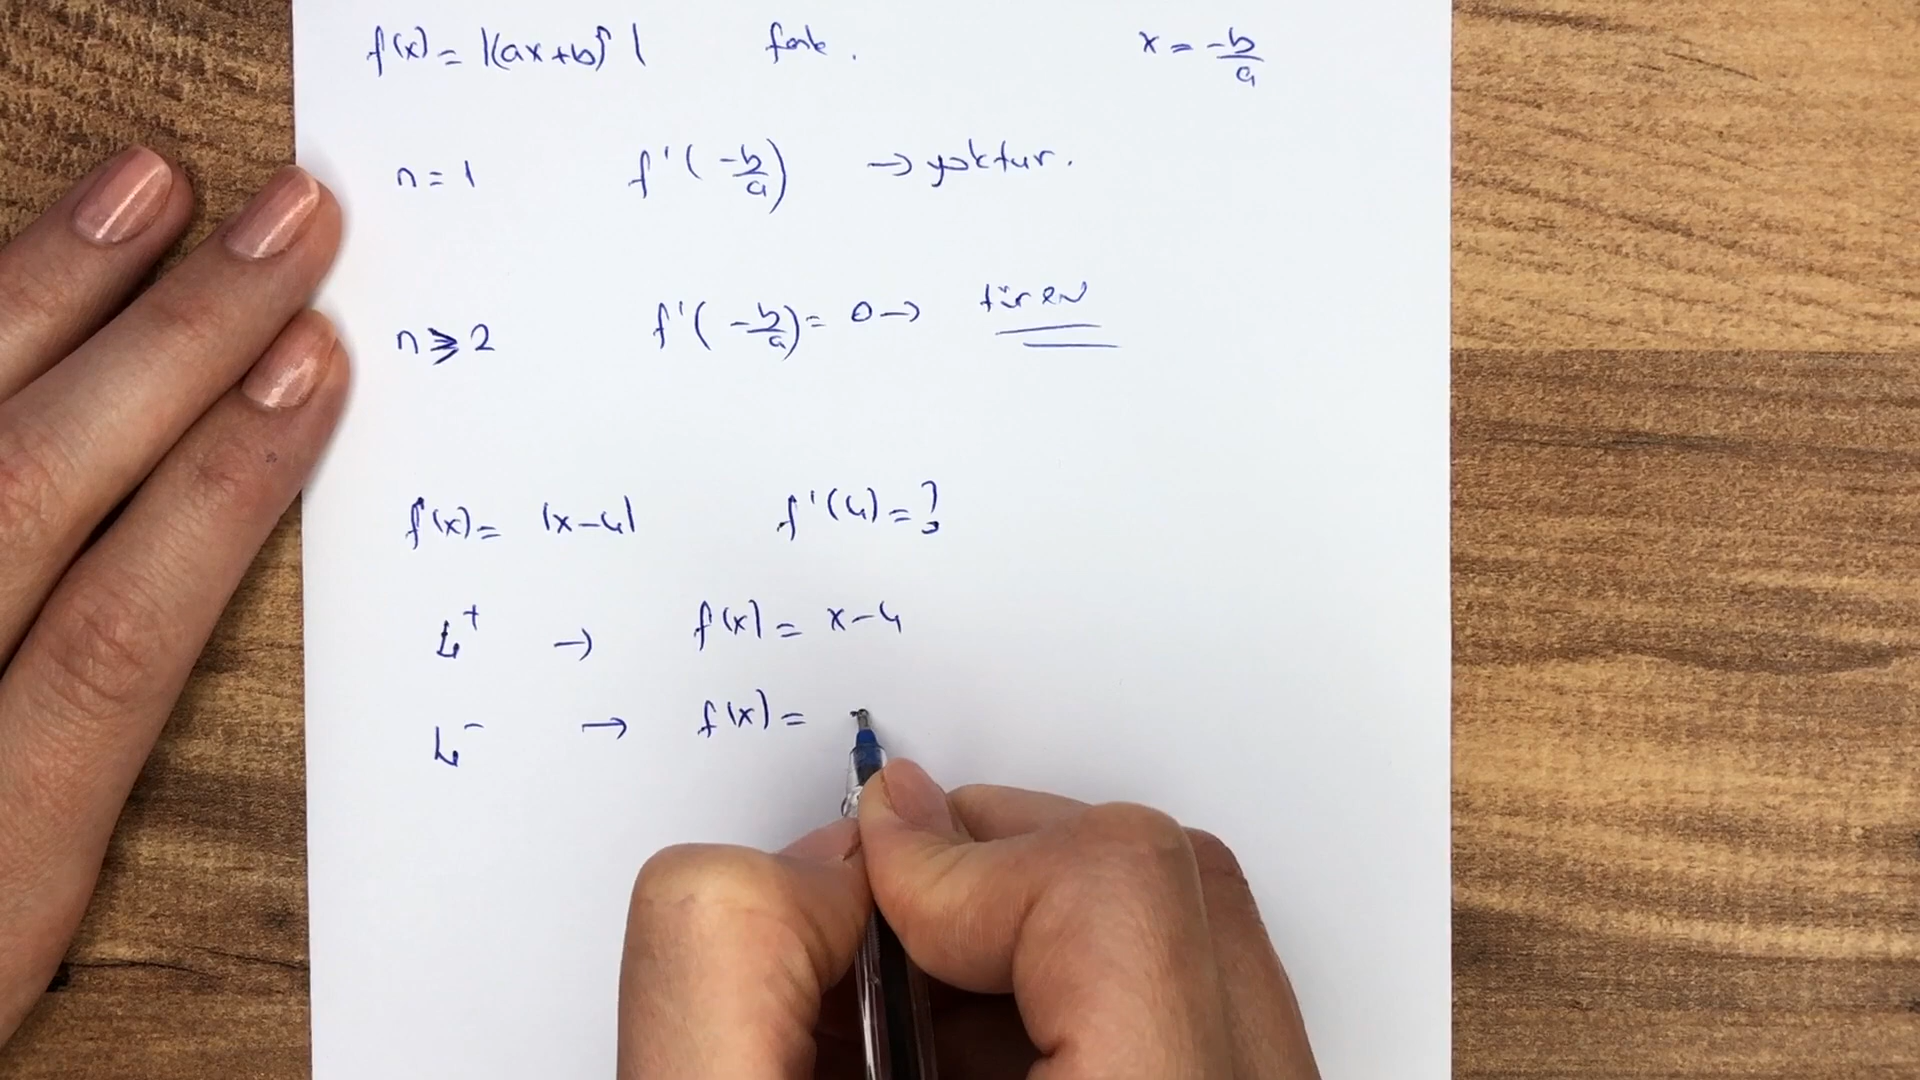 f(x) = |(ax+b)ⁿ| fonk. x = -b/a
n = 1 f'(-b/a) → yoktur.
n ⩾ 2 f'(-b/a) = 0 → türev
f(x) = |x-4| f'(4) = ?
4⁺ → f(x) = x-4
4⁻ → f(x) =